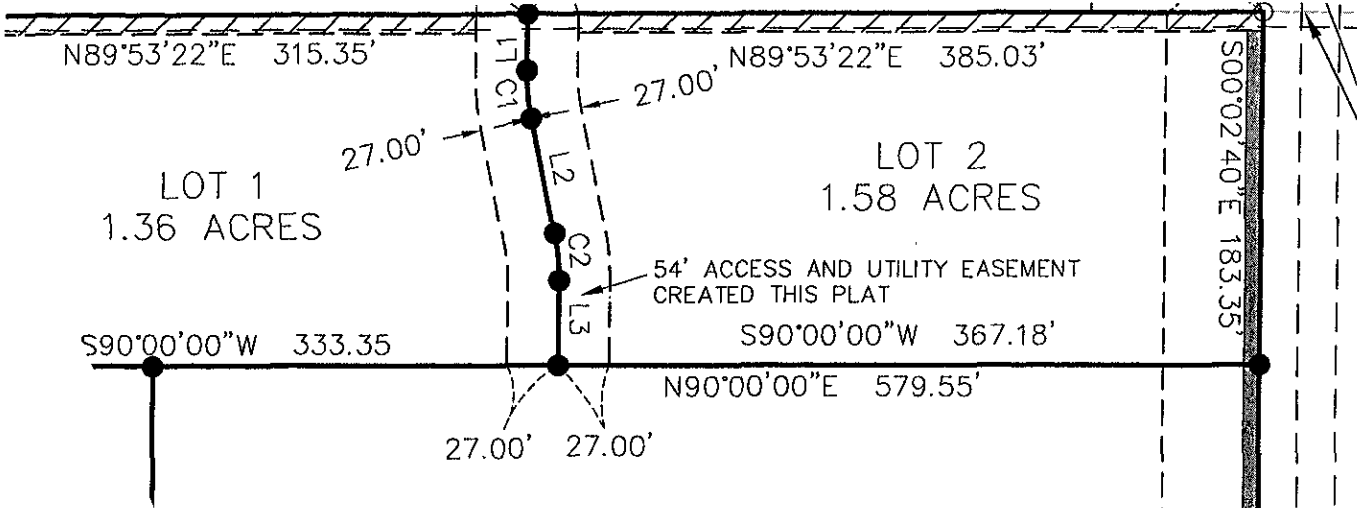 N89°53'22"E 315.35'
L1
C1
N89°53'22"E 385.03'
27.00'
27.00'
S00°02'40"E 183.35'
LOT 1
1.36 ACRES
L2
LOT 2
1.58 ACRES
C2
54' ACCESS AND UTILITY EASEMENT
CREATED THIS PLAT
L3
S90°00'00"W 333.35
S90°00'00"W 367.18'
N90°00'00"E 579.55'
27.00' 27.00'